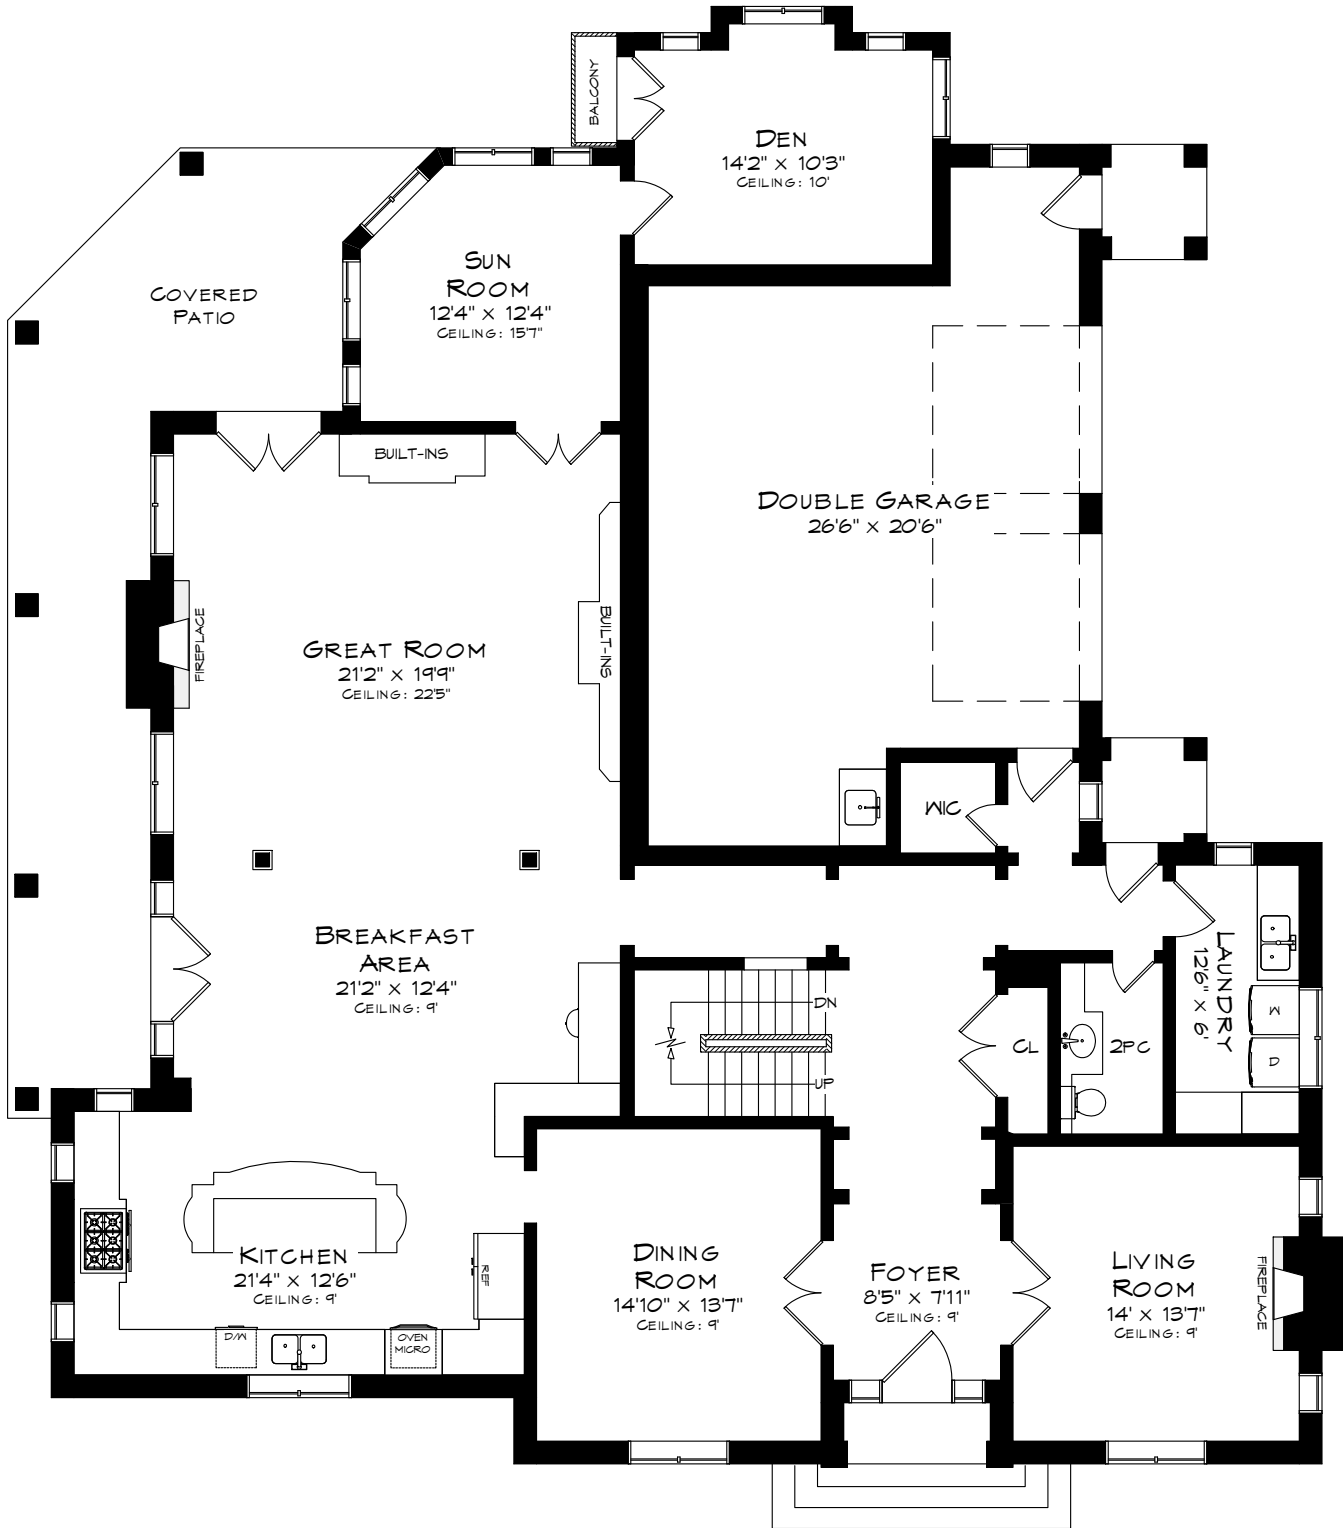 BALCONY
DEN
14'2" x 10'3"
CEILING: 10'
SUN
ROOM
12'4" x 12'4"
CEILING: 15'7"
COVERED
PATIO
BUILT-INS
DOUBLE GARAGE
26'6" x 20'6"
BUILT-INS
FIREPLACE
GREAT ROOM
21'2" x 19'9"
CEILING: 22'5"
WIC
BREAKFAST
AREA
21'2" x 12'4"
CEILING: 9'
DN
UP
CL
2PC
LAUNDRY
12'6" x 6'
W
D
KITCHEN
21'4" x 12'6"
CEILING: 9'
REF
D/W
OVEN
MICRO
DINING
ROOM
14'10" x 13'7"
CEILING: 9'
FOYER
8'5" x 7'11"
CEILING: 9'
LIVING
ROOM
14' x 13'7"
CEILING: 9'
FIREPLACE